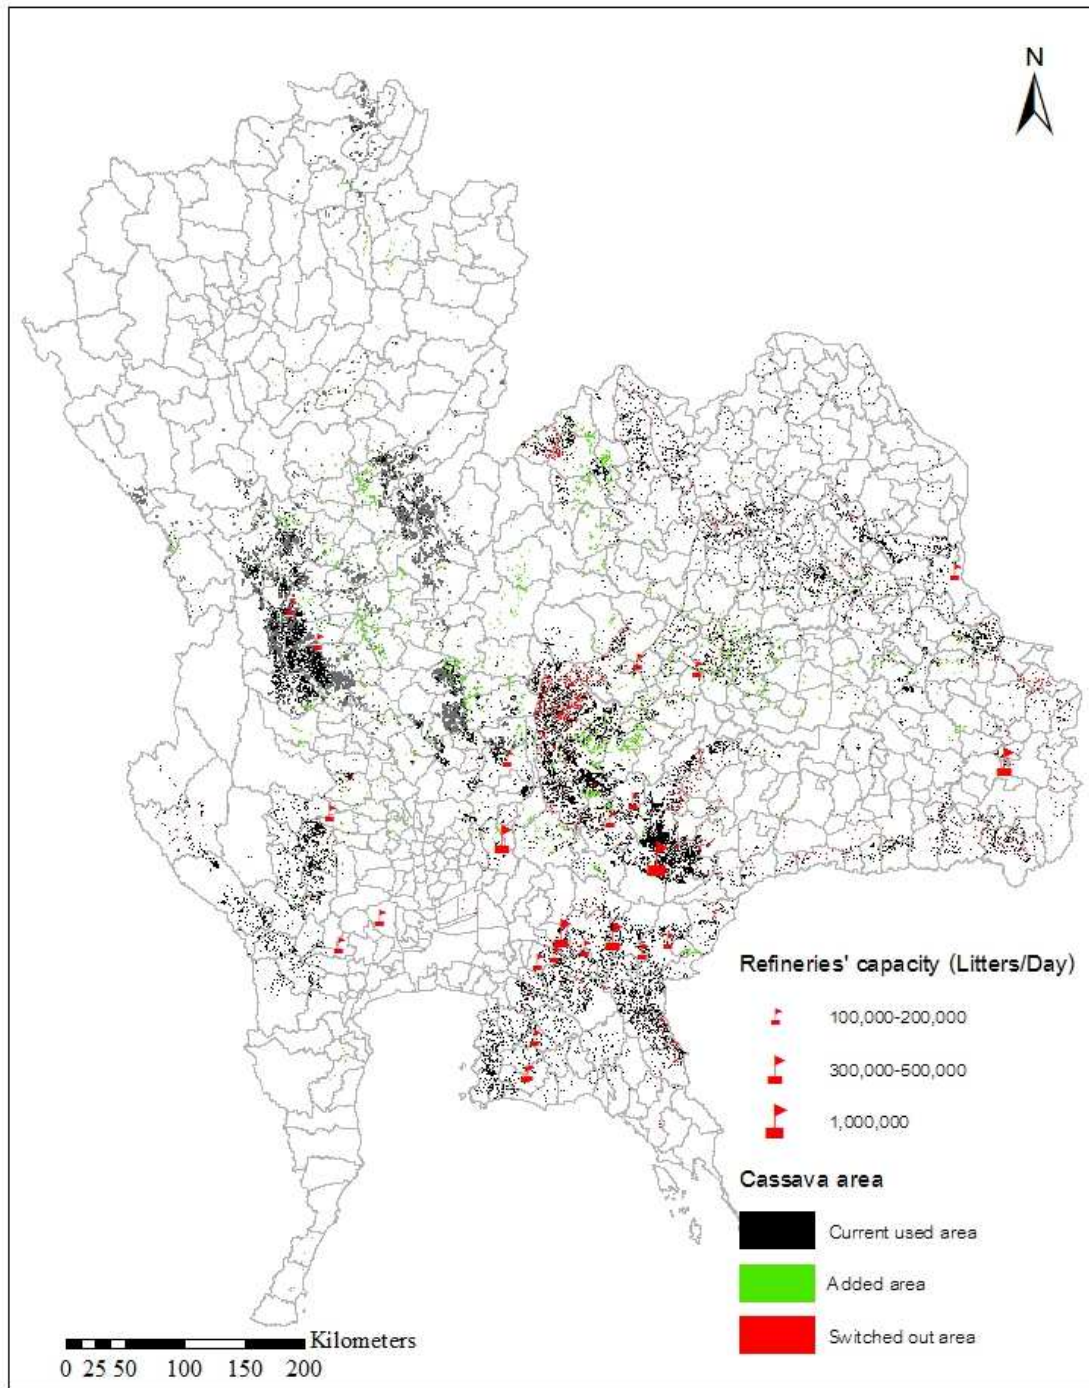 N
Refineries' capacity (Litters/Day)
100,000-200,000
300,000-500,000
1,000,000
Cassava area
Current used area
Added area
Switched out area
Kilometers
0 25 50 100 150 200